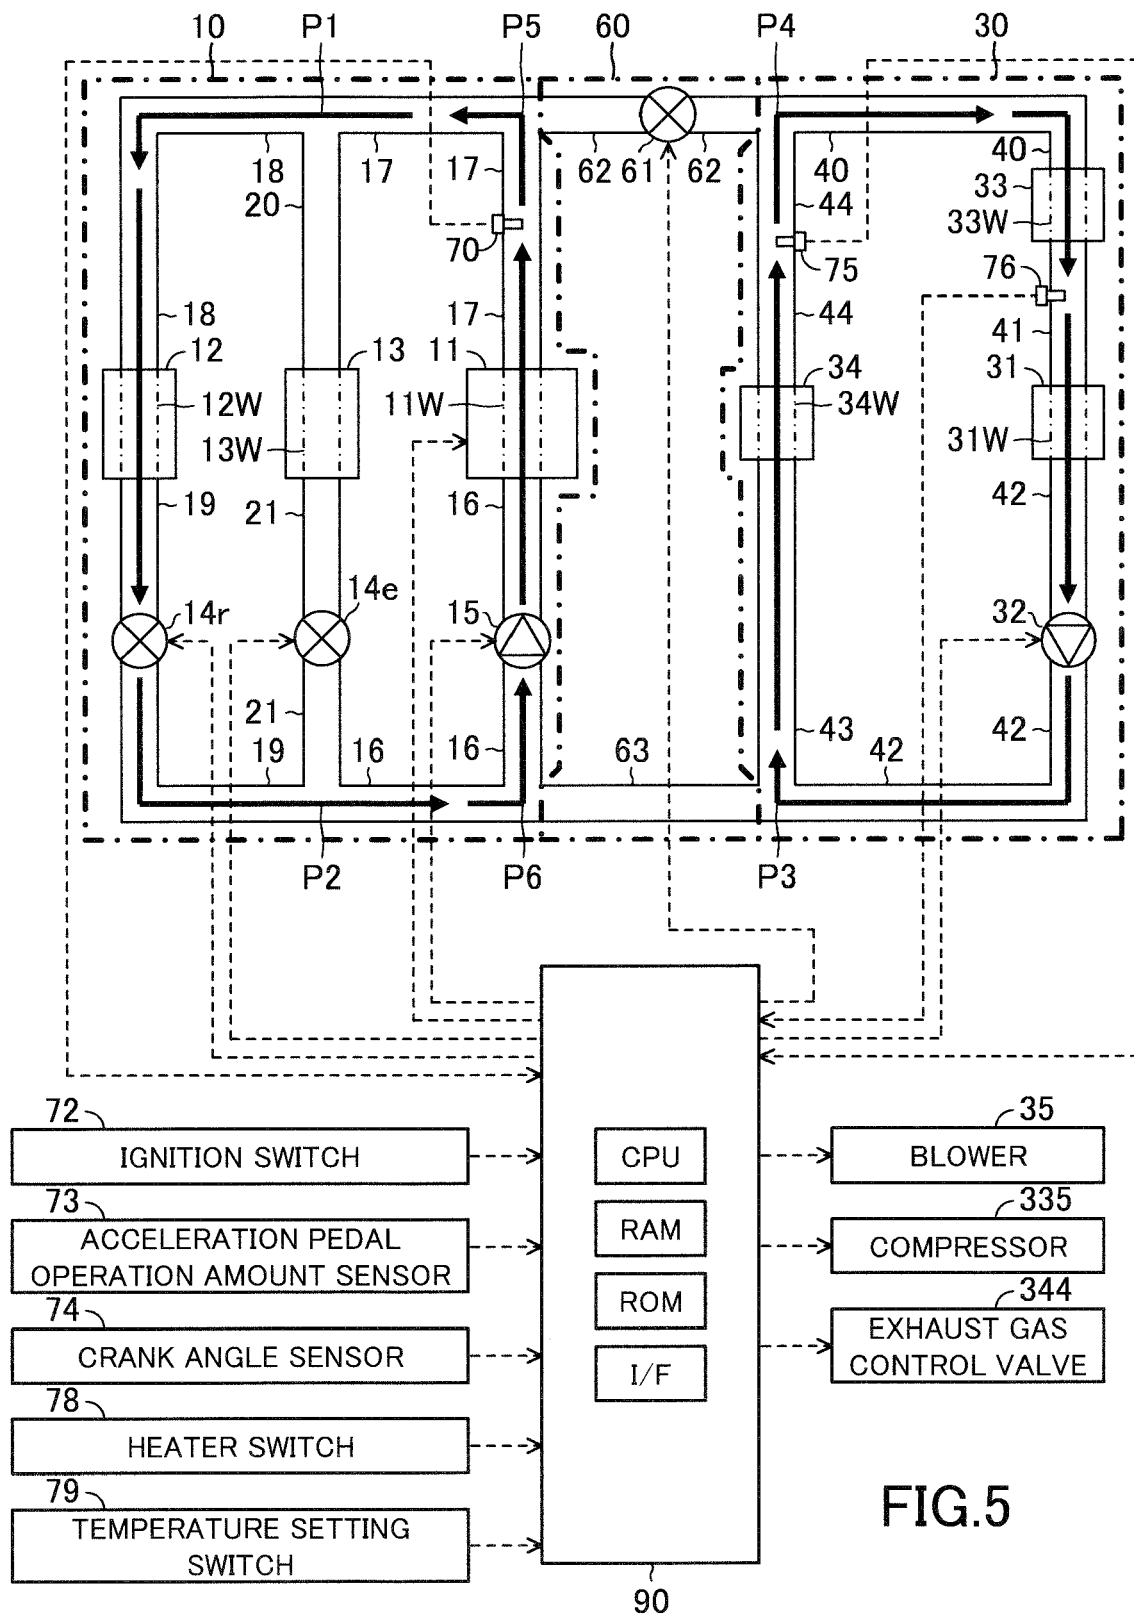 10 P1 P5 60 P4 30
18 17 17 62 61 62 40 40
20 44 33
33W
70 75 76
18 17 44 41
12 13 11 34 31
12W 11W 34W
13W 31W
19 21 16 42
14r 14e 15 32
21 16 43 42
19 16 63 42
P2 P6 P3
72 35
IGNITION SWITCH
CPU
BLOWER
73 335
ACCELERATION PEDAL
OPERATION AMOUNT SENSOR
RAM
COMPRESSOR
74 344
CRANK ANGLE SENSOR
ROM
I/F
EXHAUST GAS
CONTROL VALVE
78
HEATER SWITCH
79
TEMPERATURE SETTING
SWITCH
FIG.5
90